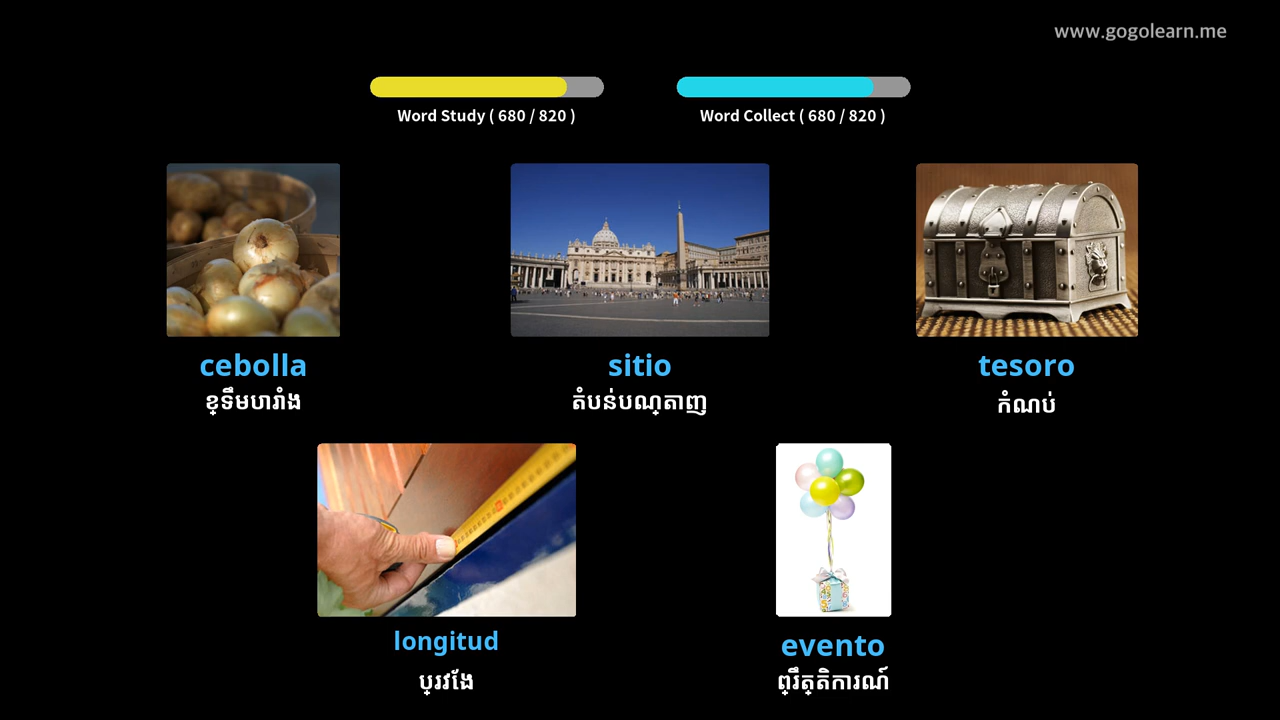 www.gogolearn.me
Word Study ( 680 / 820 )
Word Collect ( 680 / 820 )
cebolla
ខ្ទឹមបារាំង
sitio
តំបន់បណ្តាញ
tesoro
កំណប់
longitud
ប្រវែង
evento
ព្រឹត្តិការណ៍